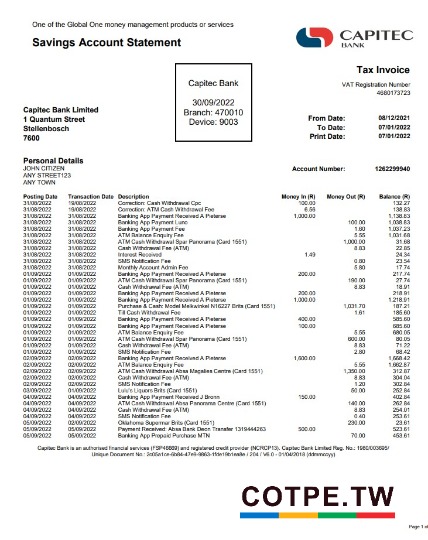 One of the Global One money management products or services
Savings Account Statement
CAPITEC
BANK
Capitec Bank
30/09/2022
Branch: 470010
Device: 9003
Tax Invoice
VAT Registration Number
4680173723
Capitec Bank Limited
1 Quantum Street
Stellenbosch
7600
From Date: 08/12/2021
To Date: 07/01/2022
Print Date: 07/01/2022
Personal Details
JOHN CITIZEN
ANY STREET123
ANY TOWN
Account Number: 1262299940
Posting Date Transaction Date Description Money In (R) Money Out (R) Balance (R)
31/08/2022 19/08/2022 Correction: Cash Withdrawal Cpc 100.00 132.27
31/08/2022 31/08/2022 Correction: ATM Cash Withdrawal Fee 6.56 138.83
31/08/2022 31/08/2022 Banking App Payment Received A Pieterse 1,000.00 1,138.83
31/08/2022 31/08/2022 Banking App Payment Luno 100.00 1,038.83
31/08/2022 31/08/2022 Banking App Payment Fee 1.60 1,037.23
31/08/2022 31/08/2022 ATM Balance Enquiry Fee 5.55 1,031.68
31/08/2022 31/08/2022 ATM Cash Withdrawal Spar Panorama (Card 1551) 1,000.00 31.68
31/08/2022 31/08/2022 Cash Withdrawal Fee (ATM) 8.83 22.85
31/08/2022 31/08/2022 Interest Received 1.49 24.34
31/08/2022 31/08/2022 SMS Notification Fee 0.80 23.54
31/08/2022 31/08/2022 Monthly Account Admin Fee 5.80 17.74
01/09/2022 01/09/2022 Banking App Payment Received A Pieterse 200.00 217.74
01/09/2022 01/09/2022 ATM Cash Withdrawal Spar Panorama (Card 1551) 190.00 27.74
01/09/2022 01/09/2022 Cash Withdrawal Fee (ATM) 8.83 18.91
01/09/2022 01/09/2022 Banking App Payment Received A Pieterse 200.00 218.91
01/09/2022 01/09/2022 Banking App Payment Received A Pieterse 1,000.00 1,218.91
01/09/2022 01/09/2022 Purchase & Cash: Model Melkwinkel N16227 Brits (Card 1551) 1,031.70 187.21
01/09/2022 01/09/2022 Till Cash Withdrawal Fee 1.61 185.60
01/09/2022 01/09/2022 Banking App Payment Received A Pieterse 400.00 585.60
01/09/2022 01/09/2022 Banking App Payment Received A Pieterse 100.00 685.60
01/09/2022 01/09/2022 ATM Balance Enquiry Fee 5.55 680.05
01/09/2022 01/09/2022 ATM Cash Withdrawal Spar Panorama (Card 1551) 600.00 80.05
01/09/2022 01/09/2022 Cash Withdrawal Fee (ATM) 8.83 71.22
01/09/2022 01/09/2022 SMS Notification Fee 2.80 68.42
02/09/2022 02/09/2022 Banking App Payment Received A Pieterse 1,600.00 1,668.42
02/09/2022 02/09/2022 ATM Balance Enquiry Fee 5.55 1,662.87
02/09/2022 02/09/2022 ATM Cash Withdrawal Absa Magalies Centre (Card 1551) 1,350.00 312.87
02/09/2022 02/09/2022 Cash Withdrawal Fee (ATM) 8.83 304.04
02/09/2022 02/09/2022 SMS Notification Fee 1.20 302.84
04/09/2022 02/09/2022 Lulu's Liquors Brits (Card 1551) 50.00 252.84
04/09/2022 04/09/2022 Banking App Payment Received J Bronn 150.00 402.84
04/09/2022 04/09/2022 ATM Cash Withdrawal Absa Panorama Centre (Card 1551) 140.00 262.84
04/09/2022 04/09/2022 Cash Withdrawal Fee (ATM) 8.83 254.01
04/09/2022 04/09/2022 SMS Notification Fee 0.40 253.61
05/09/2022 02/09/2022 Oklahoma Supermar Brits (Card 1551) 230.00 23.61
05/09/2022 05/09/2022 Payment Received: Absa Bank Deon Transfer 1319444263 500.00 523.61
05/09/2022 05/09/2022 Banking App Prepaid Purchase MTN 70.00 453.61
Capitec Bank is an authorised financial services (FSP46669) and registered credit provider (NCRCP13). Capitec Bank Limited Reg. No.: 1980/003695/
COTPE.TW
Page 1 of